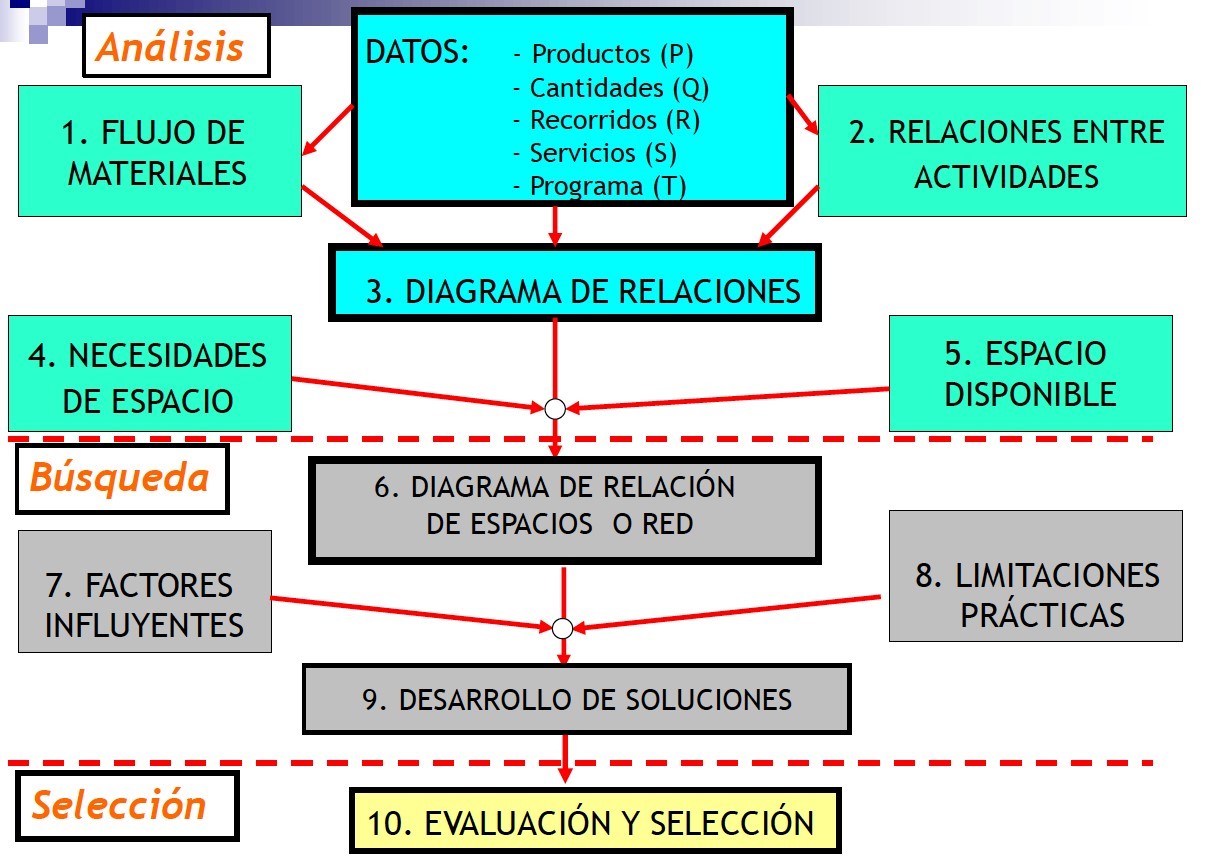 Análisis
DATOS:
- Productos (P)
- Cantidades (Q)
- Recorridos (R)
- Servicios (S)
- Programa (T)
1. FLUJO DE
MATERIALES
2. RELACIONES ENTRE
ACTIVIDADES
3. DIAGRAMA DE RELACIONES
4. NECESIDADES
DE ESPACIO
5. ESPACIO
DISPONIBLE
Búsqueda
6. DIAGRAMA DE RELACIÓN
DE ESPACIOS O RED
7. FACTORES
INFLUYENTES
8. LIMITACIONES
PRÁCTICAS
9. DESARROLLO DE SOLUCIONES
Selección
10. EVALUACIÓN Y SELECCIÓN